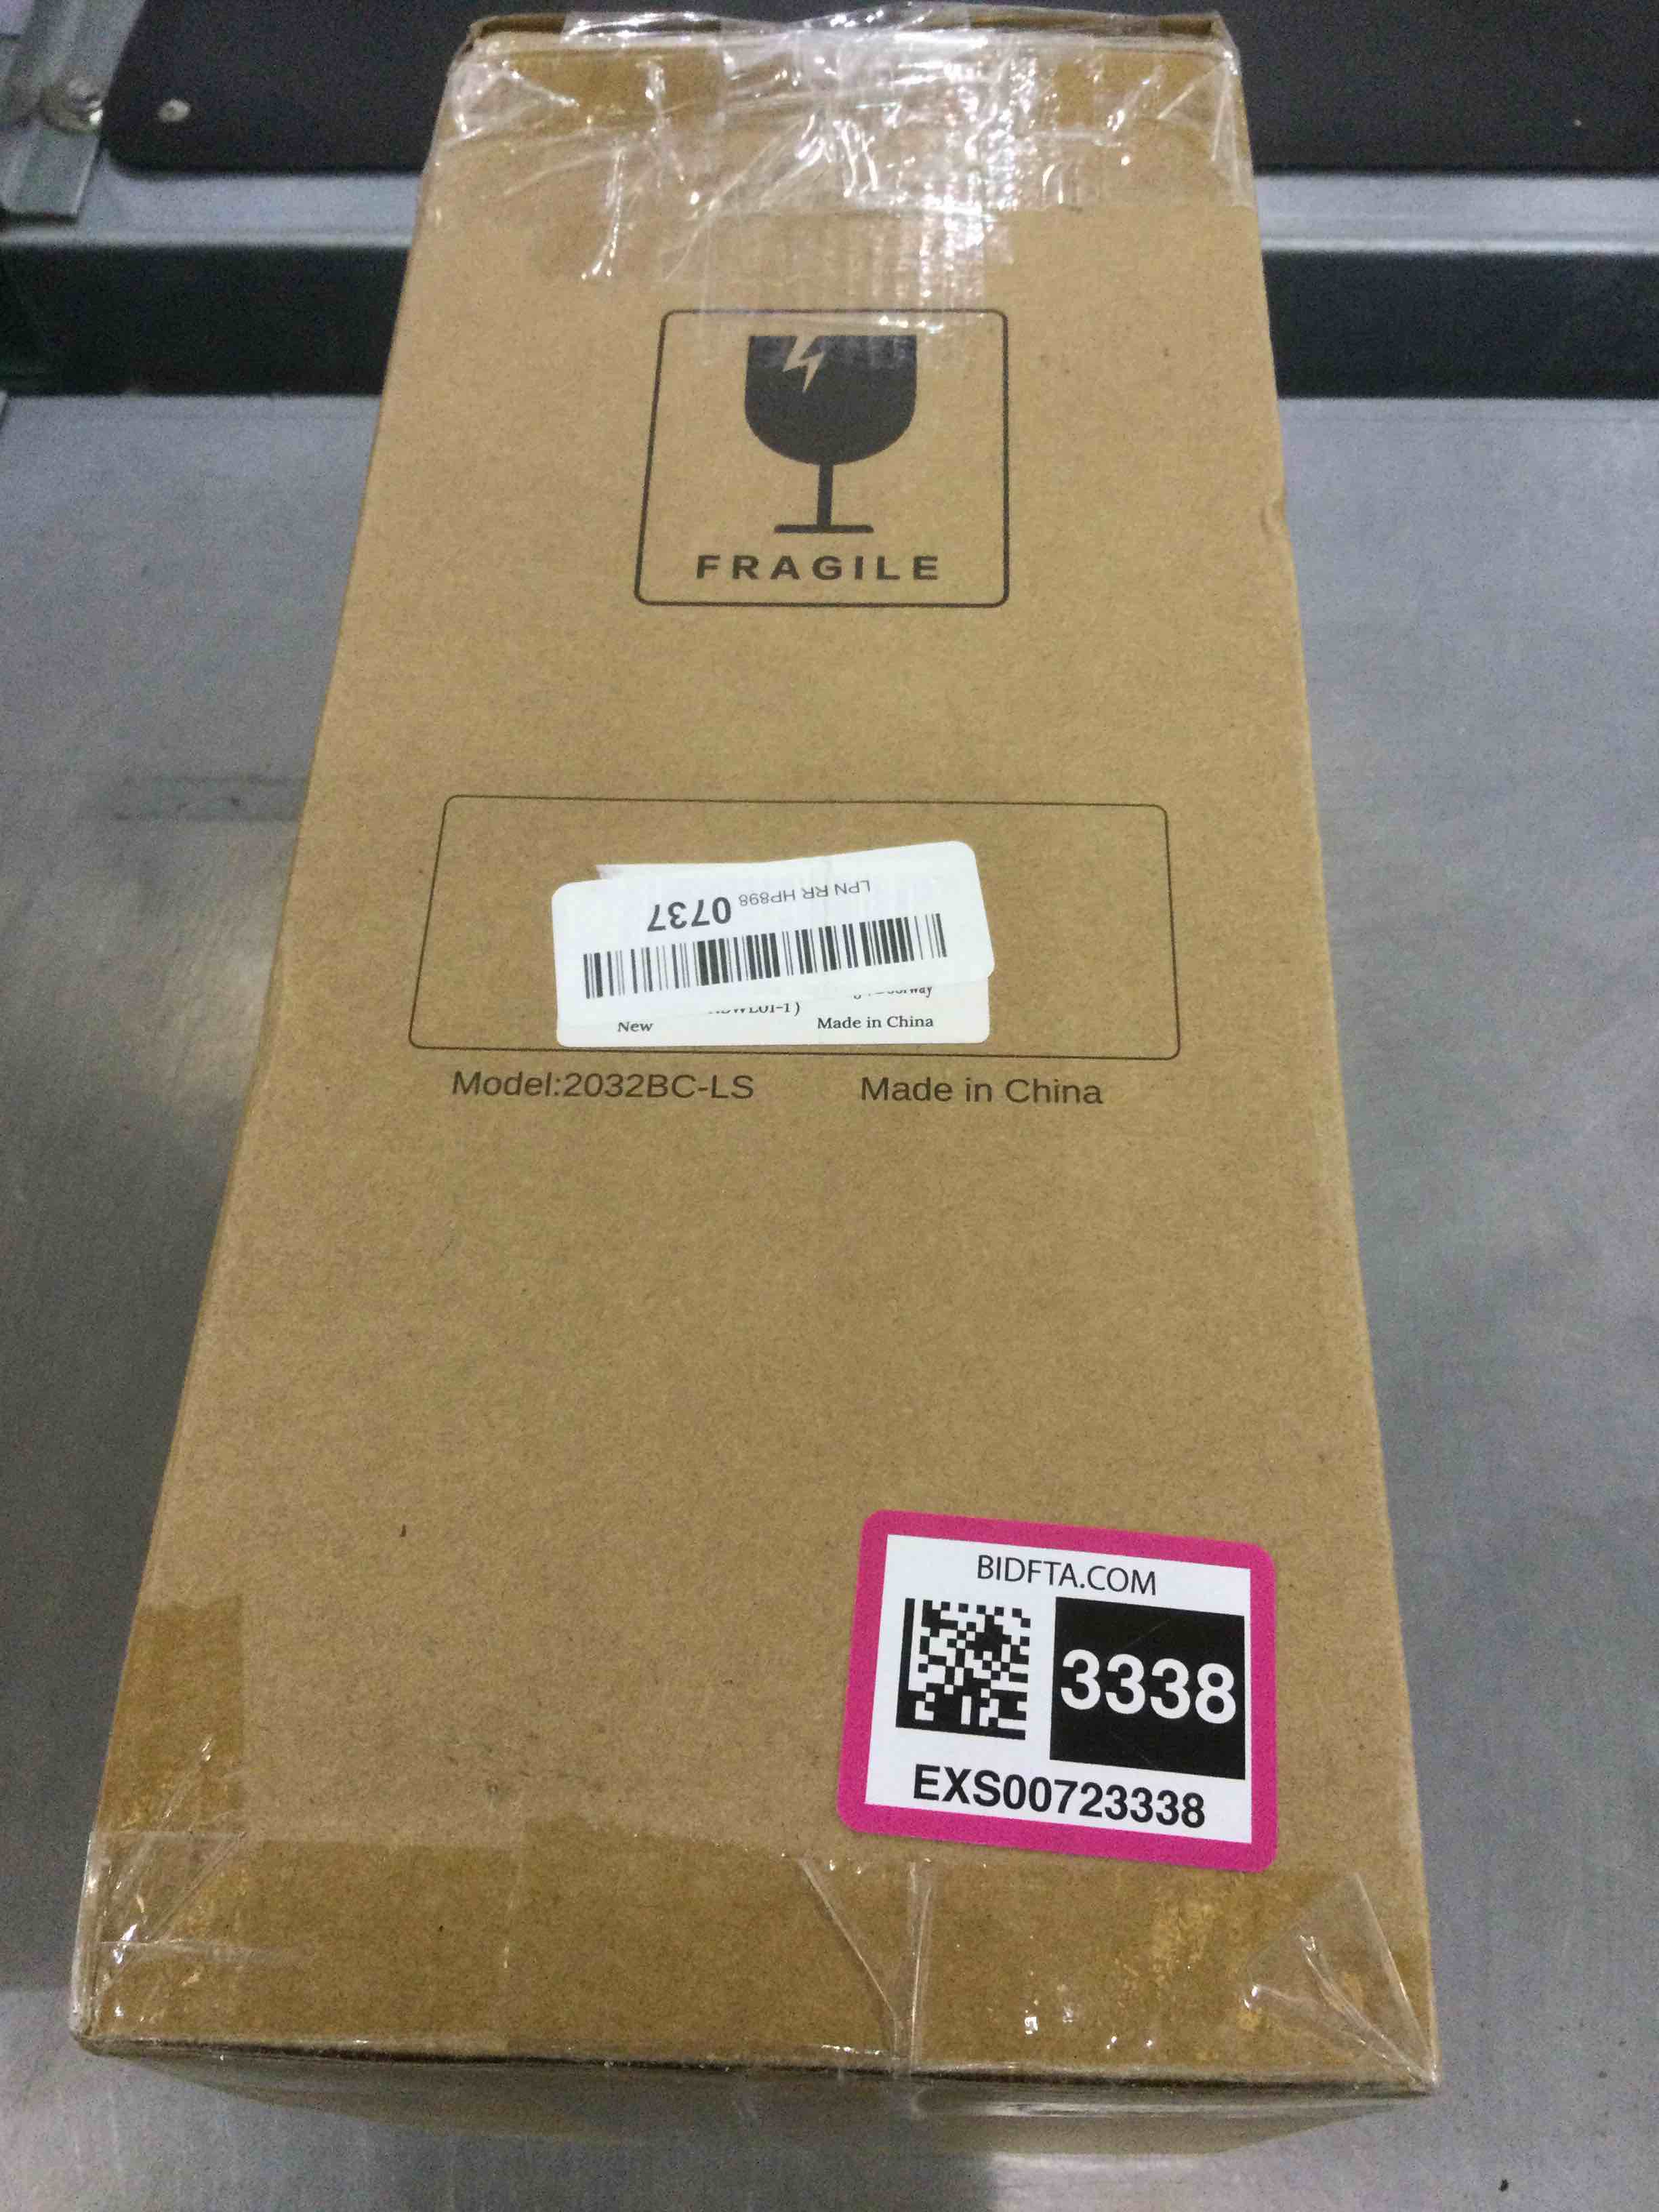 FRAGILE
LPN RR HP898 0737
New
Made in China
Model:2032BC-LS Made in China
BIDFTA.COM
3338
EXS00723338